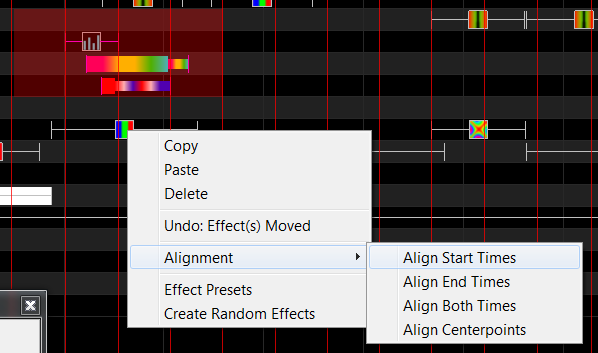 Copy
Paste
Delete
Undo: Effect(s) Moved
Alignment
Align Start Times
Align End Times
Align Both Times
Align Centerpoints
Effect Presets
Create Random Effects